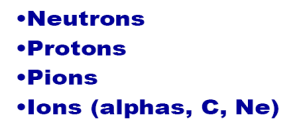 •Neutrons
•Protons
•Pions
•Ions (alphas, C, Ne)